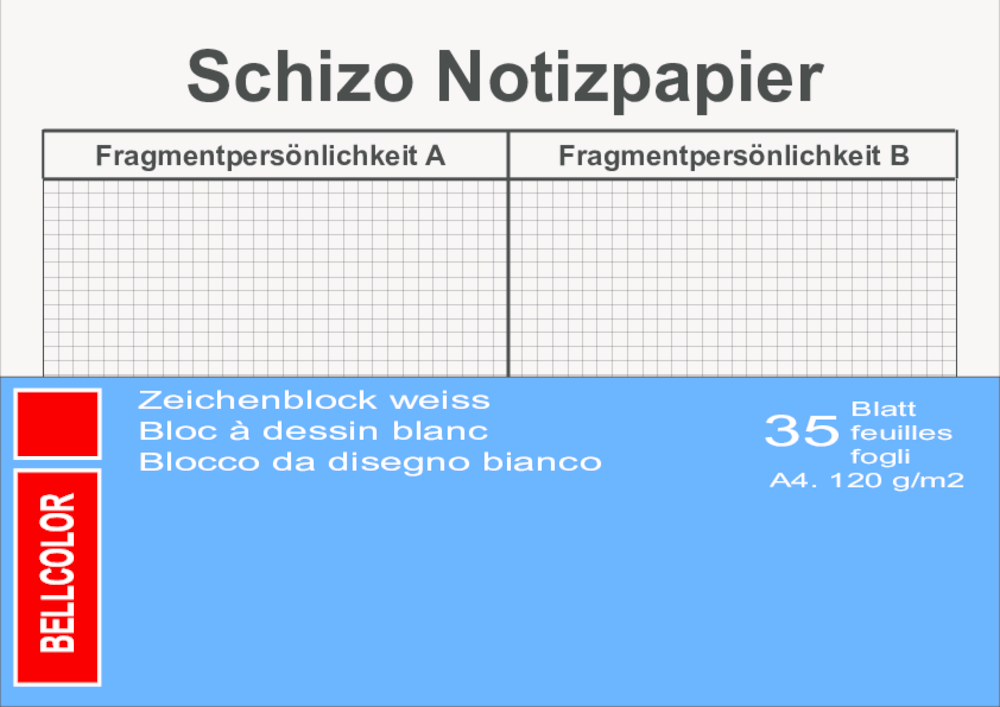 Schizo Notizpapier
Fragmentpersönlichkeit A
Fragmentpersönlichkeit B
Zeichenblock weiss
Bloc à dessin blanc
Blocco da disegno bianco
35 Blatt
feuilles
fogli
A4. 120 g/m2
BELLCOLOR